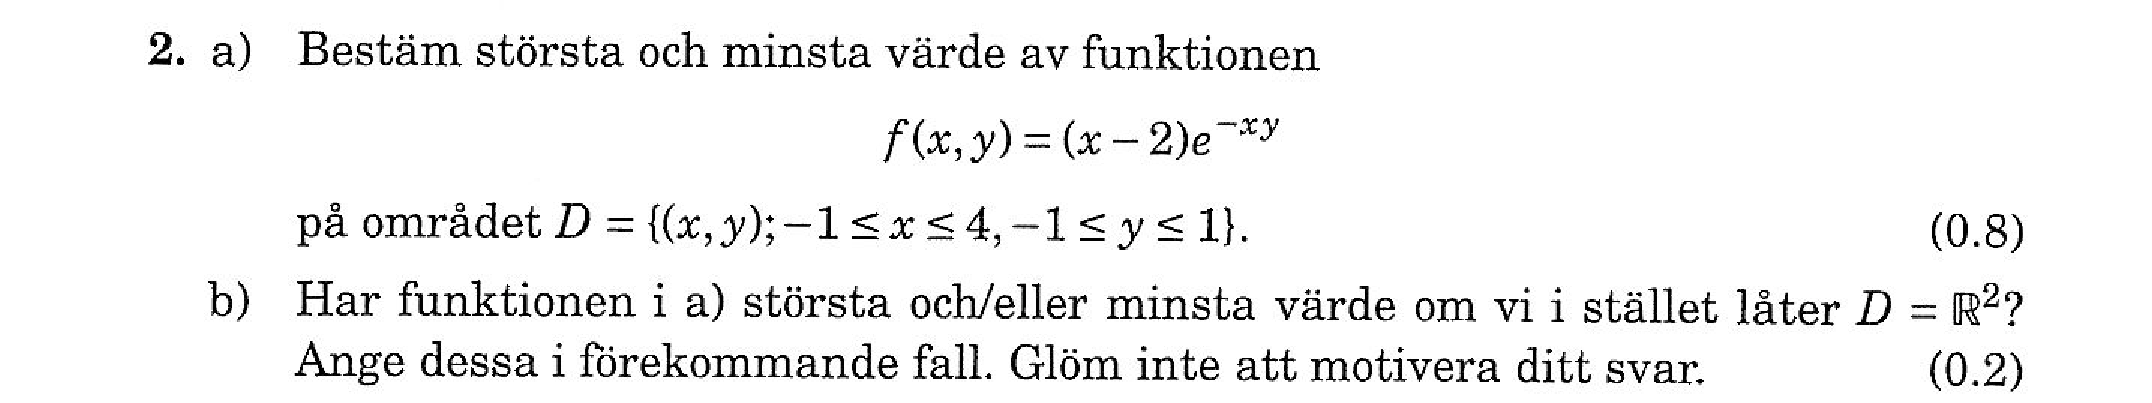 2. a) Bestäm största och minsta värde av funktionen
f(x, y) = (x − 2)e^{−xy}
på området D = {(x, y); −1 ≤ x ≤ 4, −1 ≤ y ≤ 1}. (0.8)
b) Har funktionen i a) största och/eller minsta värde om vi i stället låter D = ℝ²?
Ange dessa i förekommande fall. Glöm inte att motivera ditt svar. (0.2)